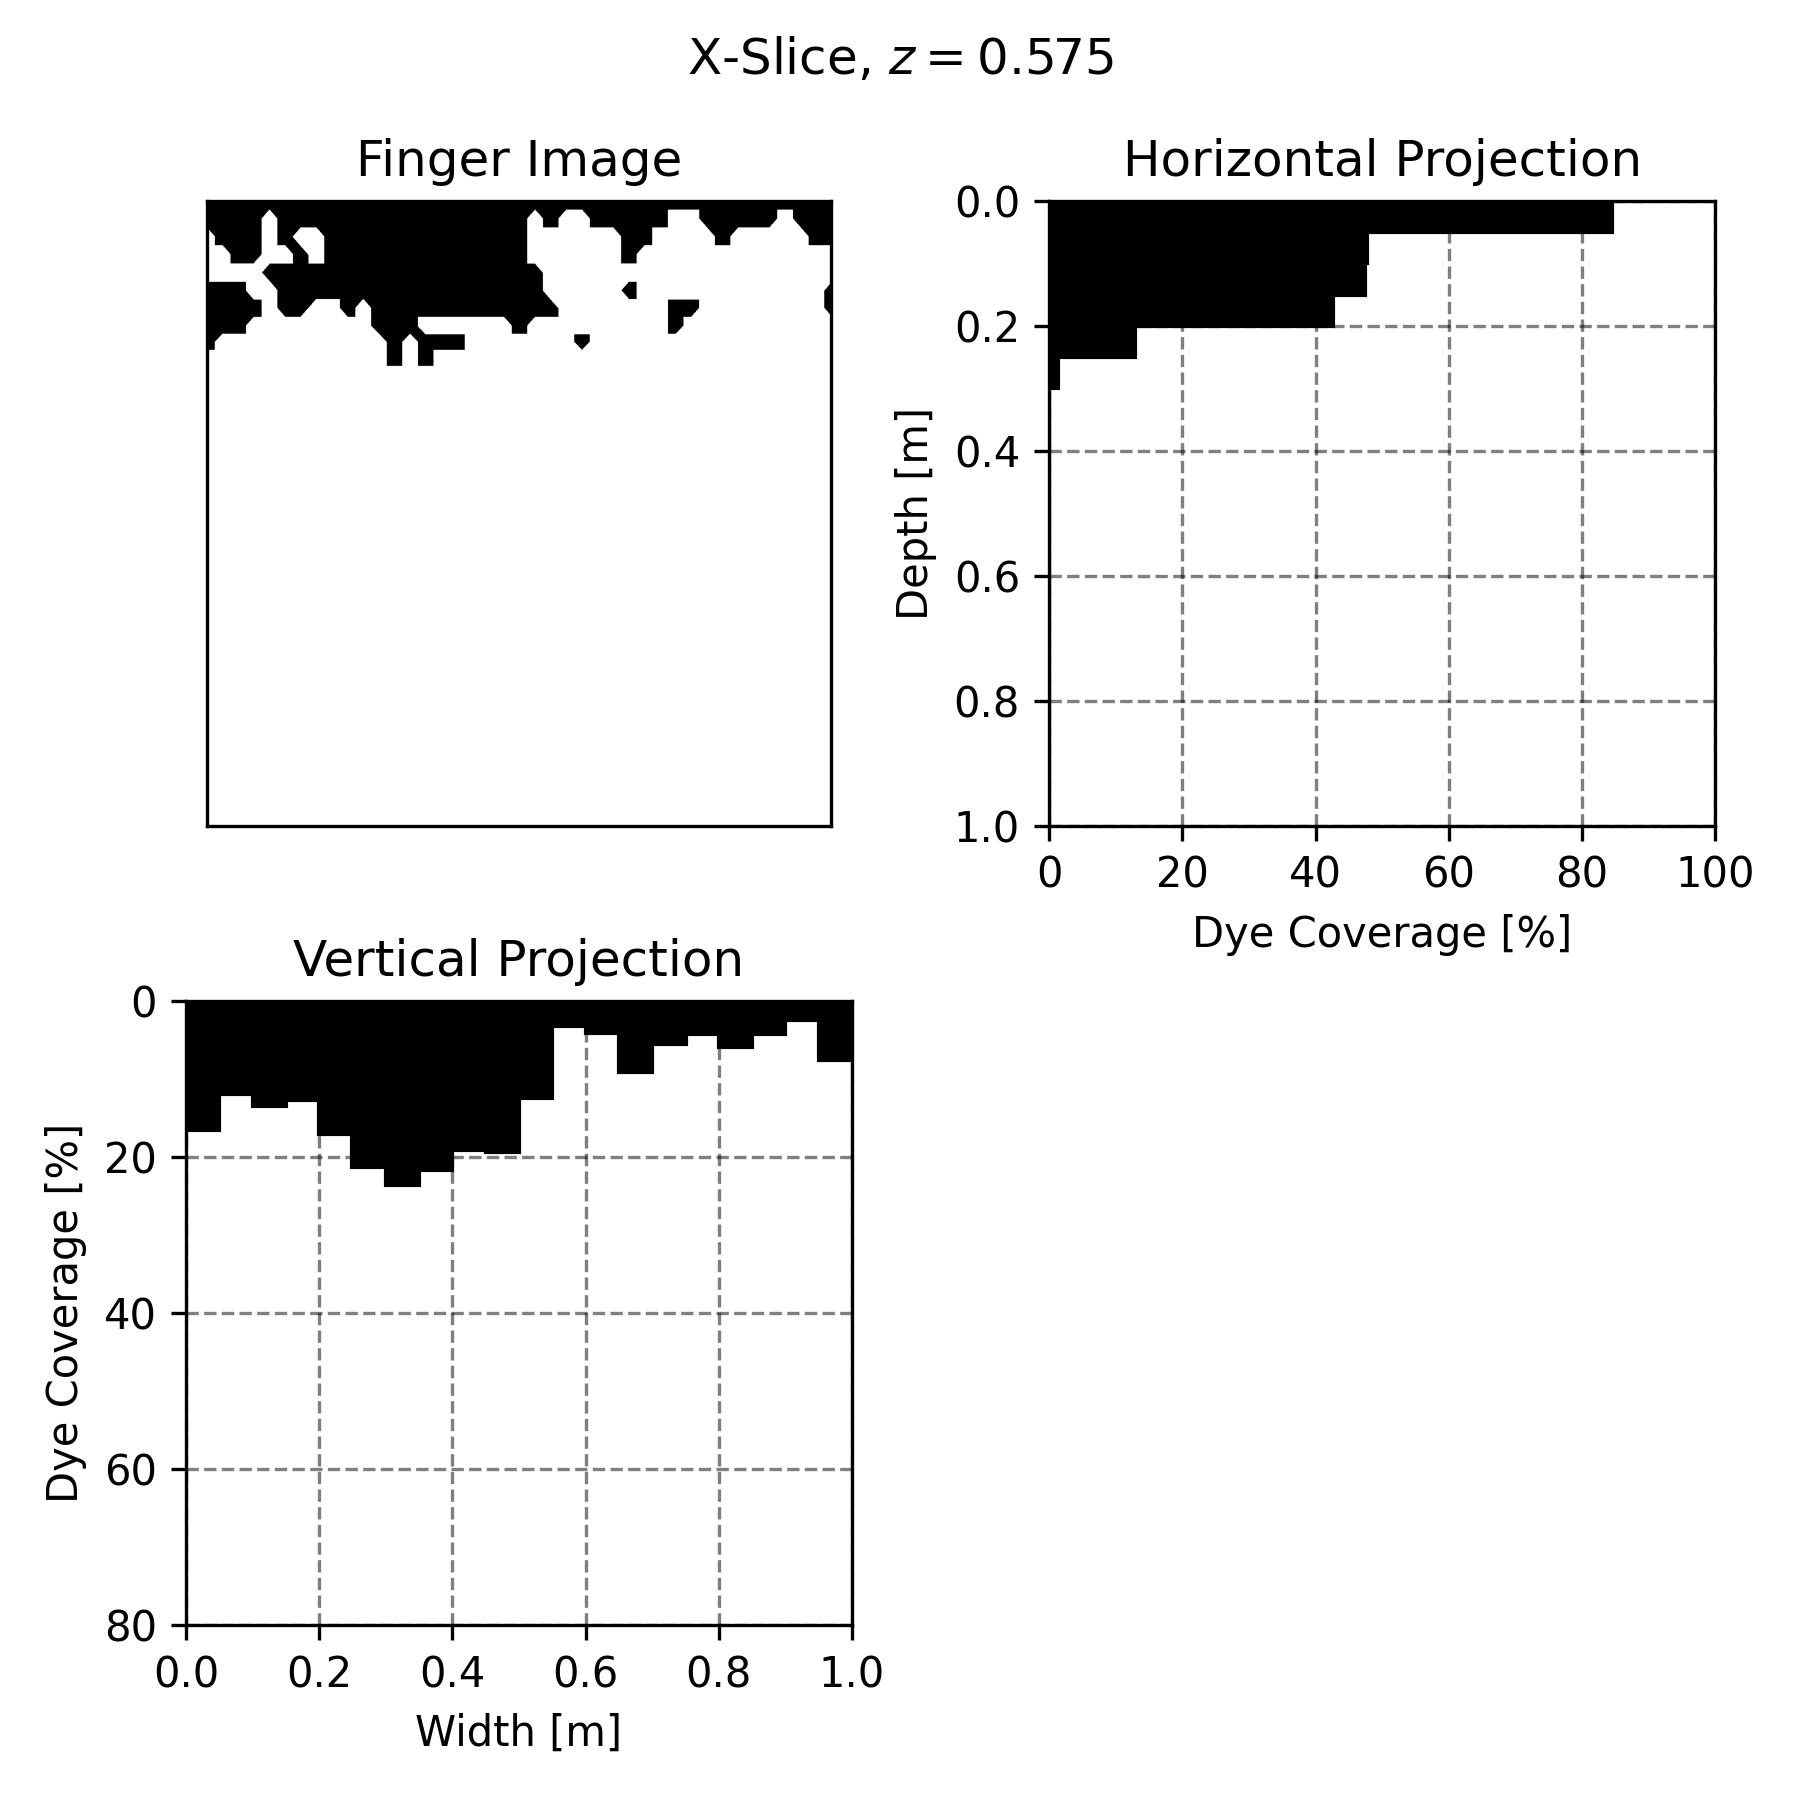 X-Slice, z = 0.575
Finger Image
Horizontal Projection
0.0
0.2
0.4
0.6
0.8
1.0
Depth [m]
0 20 40 60 80 100
Dye Coverage [%]
Vertical Projection
0
20
40
60
80
Dye Coverage [%]
0.0 0.2 0.4 0.6 0.8 1.0
Width [m]